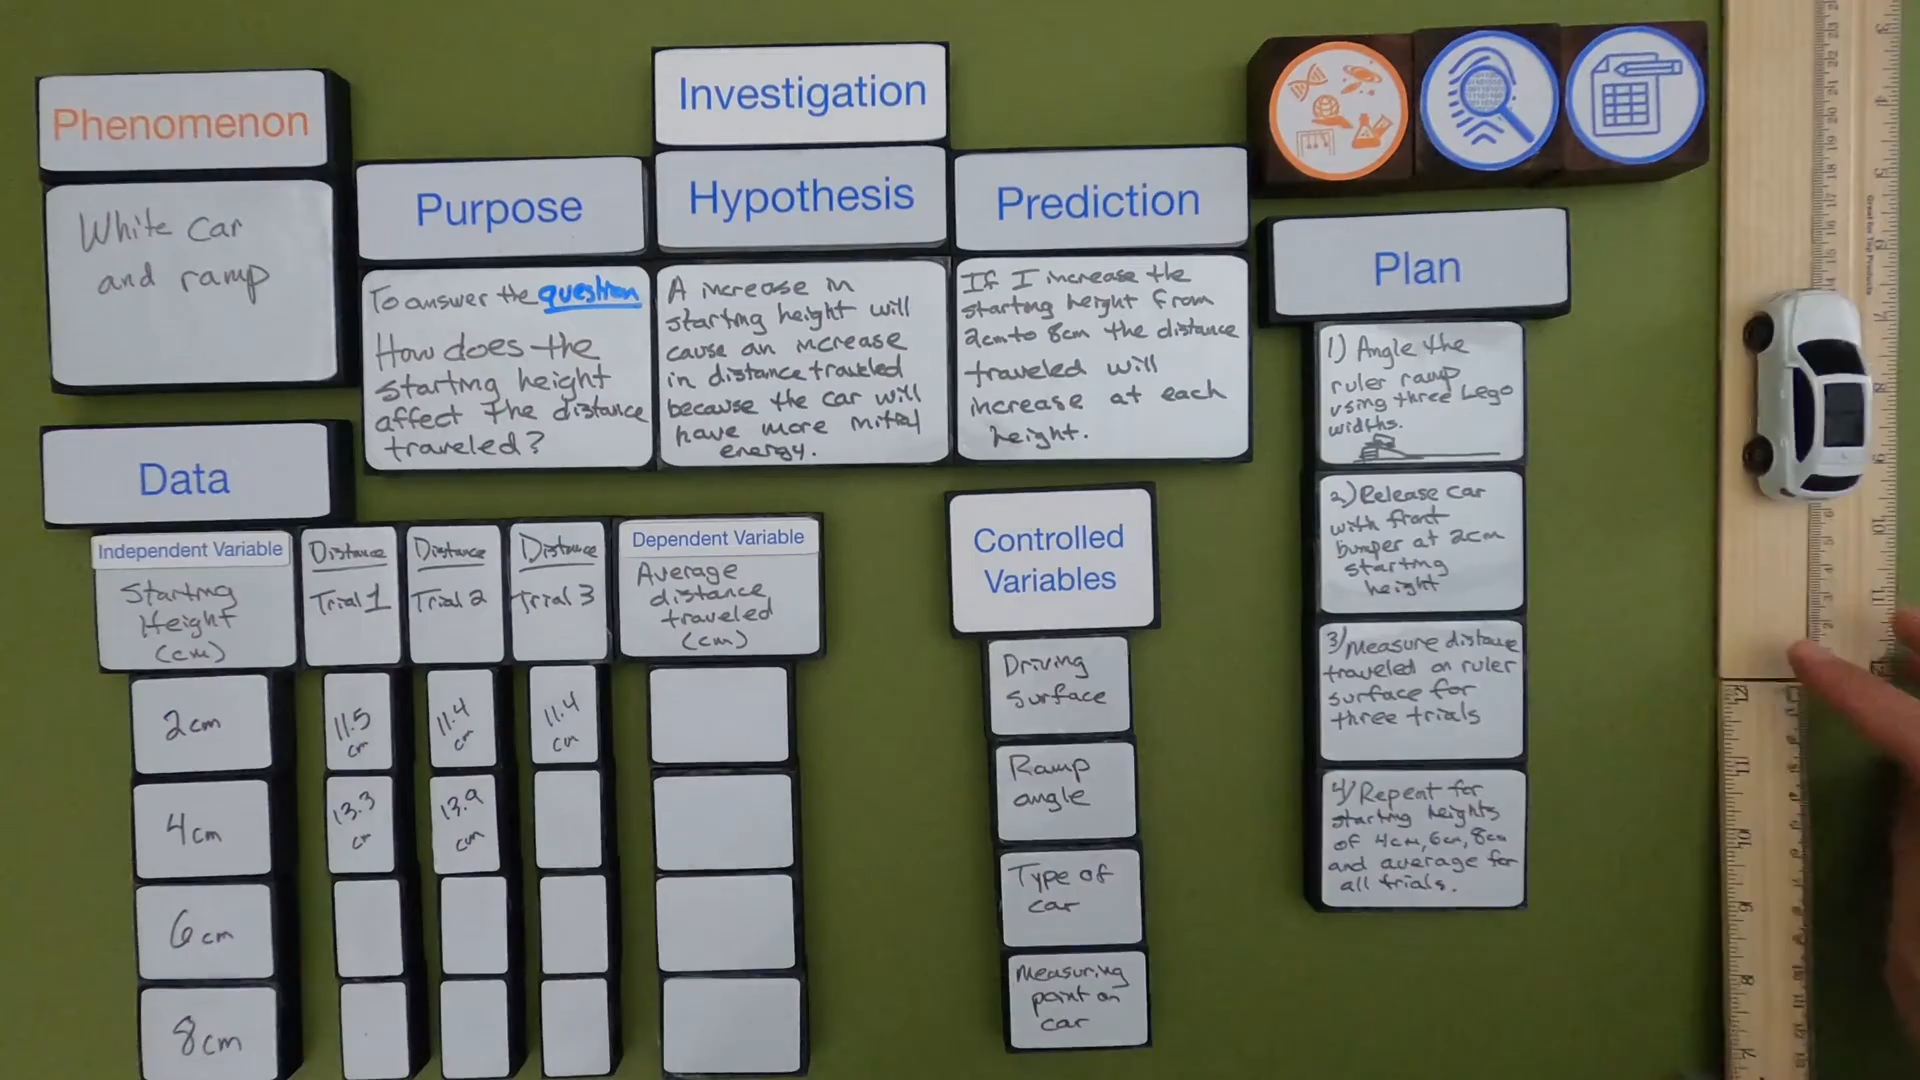 Phenomenon
White car
and ramp
Investigation
Purpose
To answer the question
How does the
starting height
affect the distance
traveled?
Hypothesis
A increase in
starting height will
cause an increase
in distance traveled
because the car will
have more initial
energy.
Prediction
If I increase the
starting height from
2cm to 8cm the distance
traveled will
increase at each
height.
Plan
1) Angle the
ruler ramp
using three Lego
widths.
2) Release car
with front
bumper at 2cm
starting
height
3) Measure distance
traveled on ruler
surface for
three trials
4) Repeat for
starting heights
of 4cm, 6cm, 8cm
and average for
all trials.
Data
Independent Variable
Starting
Height
(cm)
Distance
Trial 1
Distance
Trial 2
Distance
Trial 3
Dependent Variable
Average
distance
traveled
(cm)
2cm
11.5
cm
11.4
cm
11.4
cm
4cm
13.3
cm
13.9
cm
6cm
8cm
Controlled
Variables
Driving
surface
Ramp
angle
Type of
car
Measuring
point on
car